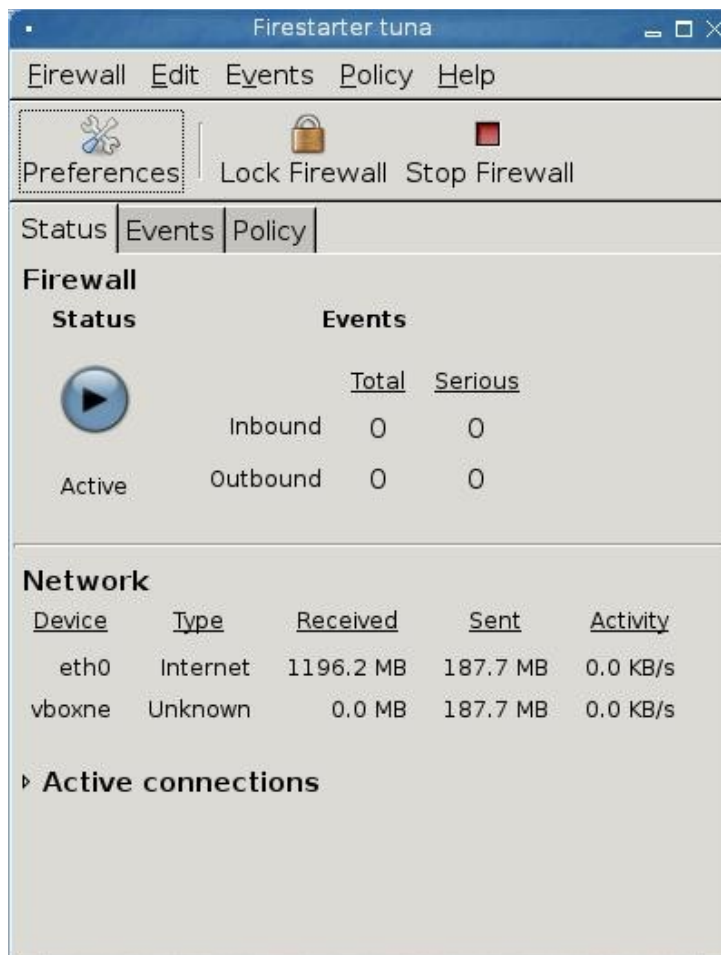 Firestarter tuna
Firewall Edit Events Policy Help
Preferences Lock Firewall Stop Firewall
Status Events Policy
Firewall
Status Events
Total Serious
Inbound 0 0
Active Outbound 0 0
Network
Device Type Received Sent Activity
eth0 Internet 1196.2 MB 187.7 MB 0.0 KB/s
vboxne Unknown 0.0 MB 187.7 MB 0.0 KB/s
Active connections